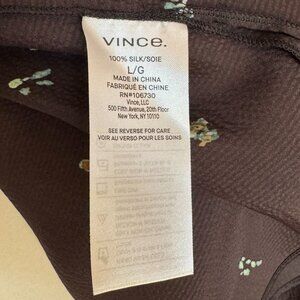 VINCE.
100% SILK/SOIE
L/G
MADE IN CHINA
FABRIQUÉ EN CHINE
RN#106730
Vince, LLC
500 Fifth Avenue, 20th Floor
New York, NY 10110
SEE REVERSE FOR CARE
VOIR AU VERSO POUR LES SOINS